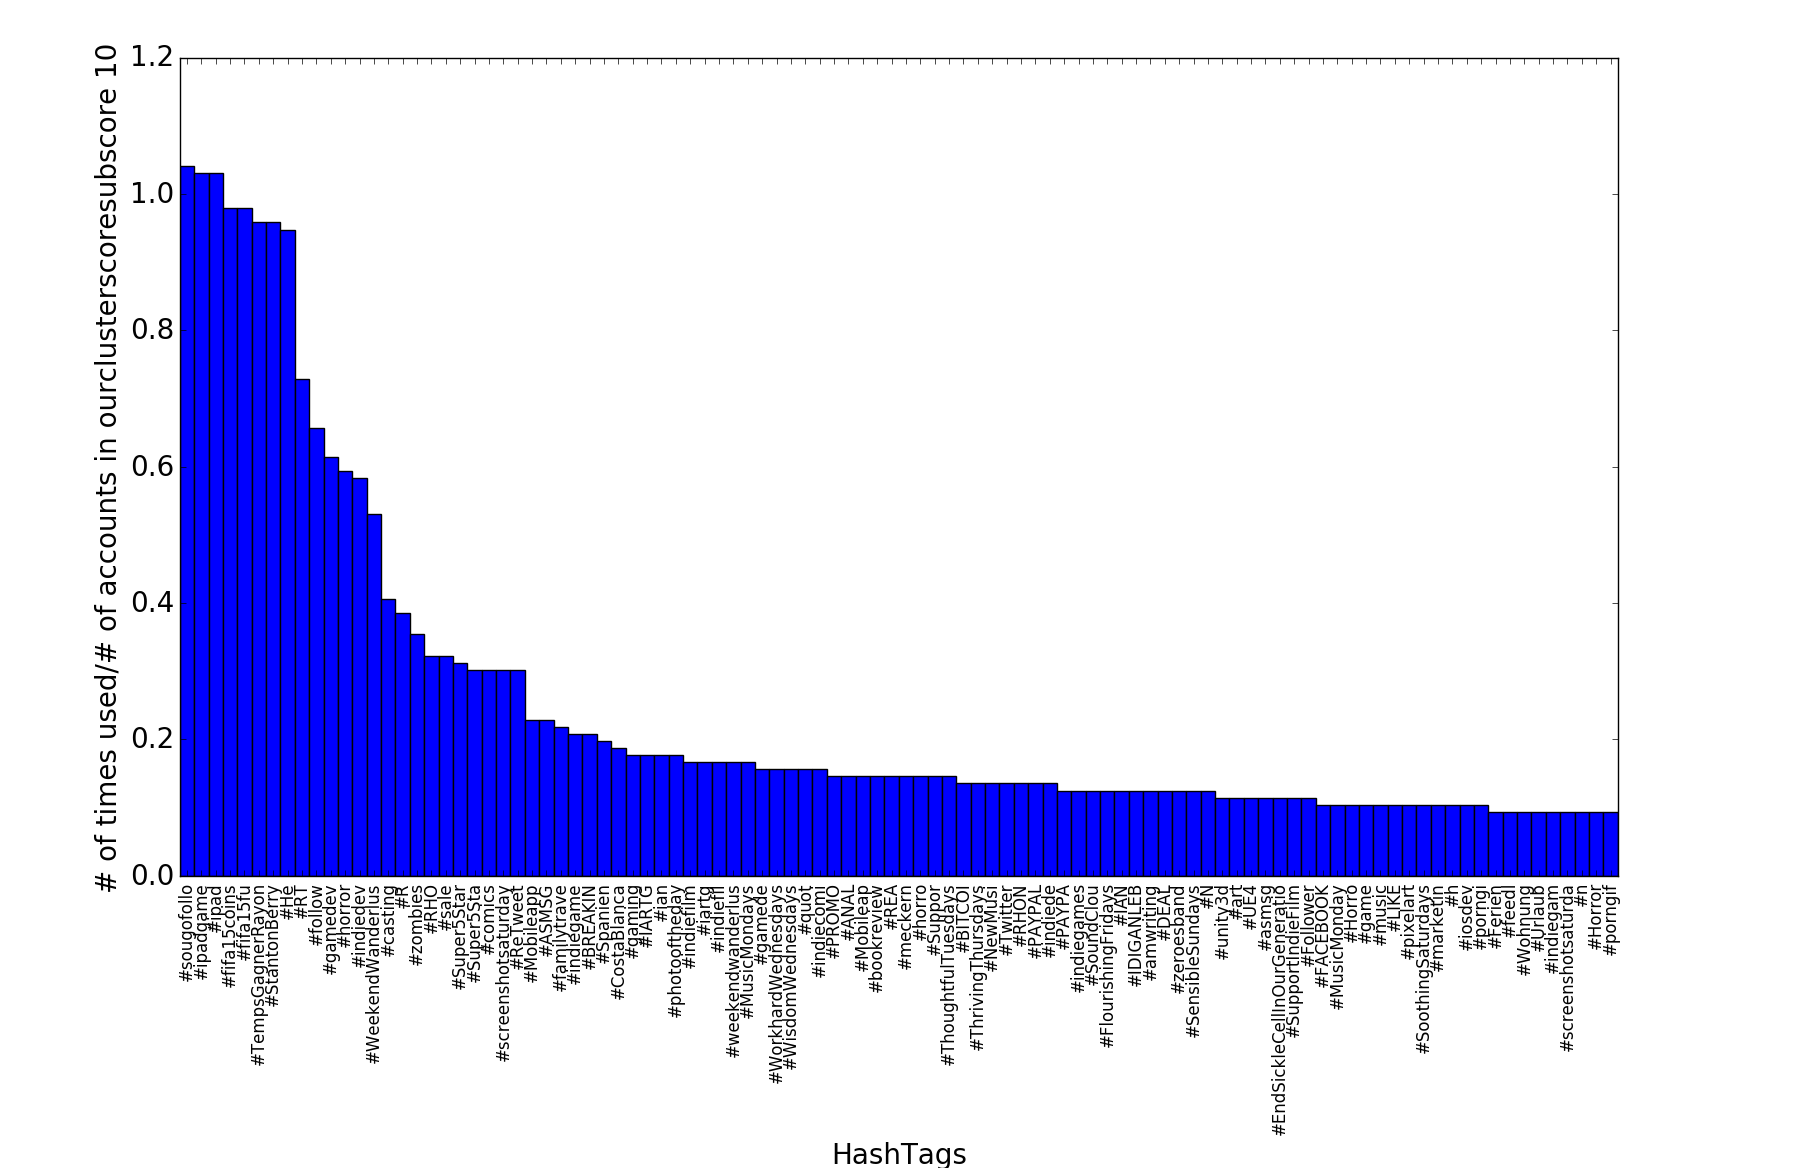 # of times used/# of accounts in ourclusterscoresubscore 10
1.2
1.0
0.8
0.6
0.4
0.2
0.0
#sougofollo
#ipadgame
#ipad
#fifa15coins
#fifa15fu
#TempsGagnerRayon
#StantonBerry
#He
#RT
#follow
#gamedev
#horror
#indiedev
#WeekendWanderlus
#casting
#R
#zombies
#RHO
#sale
#Super5Star
#Super5Sta
#comics
#screenshotsaturday
#ReTweet
#Mobileapp
#ASMSG
#familytrave
#indiegame
#BREAKIN
#Spanien
#CostaBlanca
#gaming
#IARTG
#ian
#photooftheday
#indiefilm
#iartg
#i
#indiefil
#weekendwanderlus
#MusicMondays
#gamede
#WorkhardWednesdays
#WisdomWednesdays
#quot
#indiecomi
#PROMO
#ANAL
#Mobileap
#bookreview
#REA
#meckern
#horro
#Suppor
#ThoughtfulTuesdays
#BITCOI
#ThrivingThursdays
#NewMusi
#Twitter
#RHON
#PAYPAL
#indiede
#PAYPA
#indiegames
#SoundClou
#FlourishingFridays
#IAN
#IDIGANLEB
#amwriting
#DEAL
#zeroesband
#SensibleSundays
#N
#unity3d
#art
#UE4
#asmsg
#EndSickleCellInOurGeneratio
#SupportIndieFilm
#Follower
#FACEBOOK
#MusicMonday
#Horro
#game
#music
#LIKE
#pixelart
#SoothingSaturdays
#marketin
#h
#iosdev
#porngi
#Ferien
#feedl
#Wohnung
#Urlaub
#indiegam
#screenshotsaturda
#n
#Horror
#porngif
HashTags